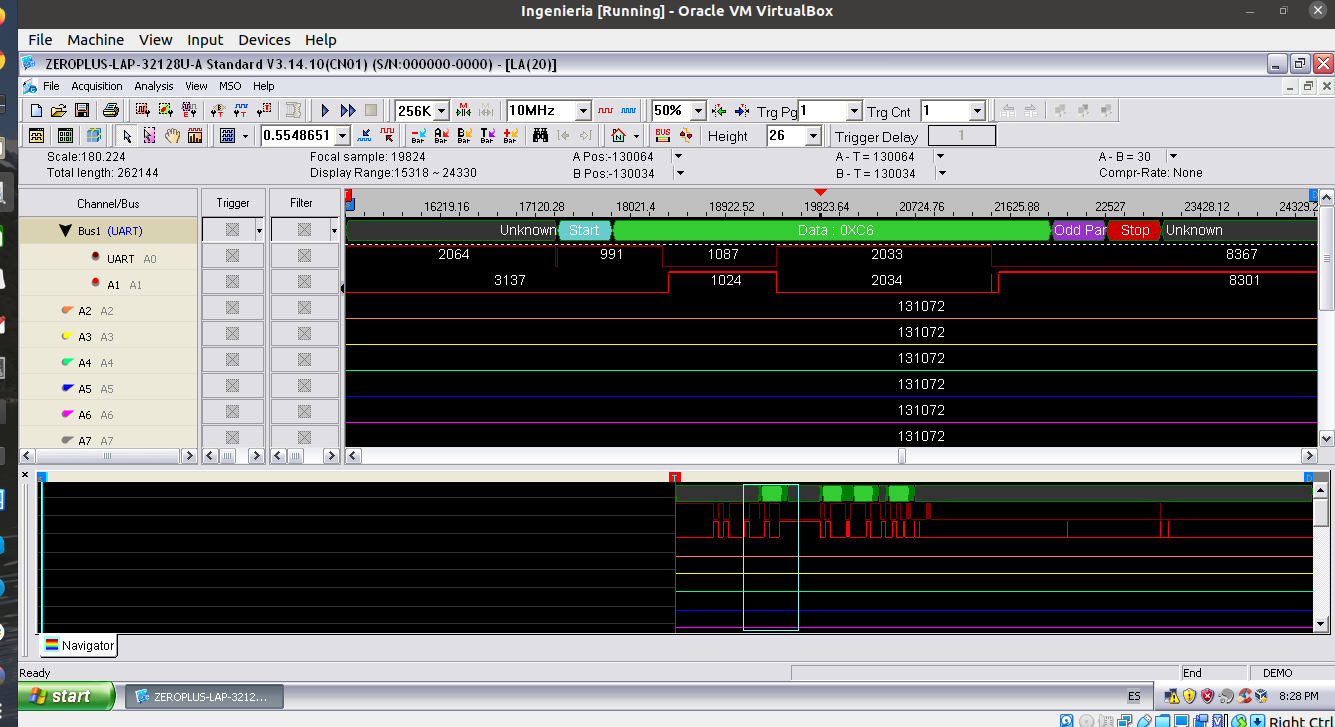 Ingenieria [Running] - Oracle VM VirtualBox
File Machine View Input Devices Help
ZEROPLUS-LAP-32128U-A Standard V3.14.10(CN01) (S/N:000000-0000) - [LA(20)]
File Acquisition Analysis View MSO Help
256K 10MHz 50% Trg Pg 1 Trg Cnt 1
0.5548651 Bar Bar Bar Bar Bar BUS Height 26 Trigger Delay 1
Scale:180.224 Focal sample: 19824 A Pos:-130064 A - T = 130064 A - B = 30
Total length: 262144 Display Range:15318 ~ 24330 B Pos:-130034 B - T = 130034 Compr-Rate: None
Channel/Bus Trigger Filter 16219.16 17120.28 18021.4 18922.52 19823.64 20724.76 21625.88 22527 23428.12 24329.2
Bus1 (UART) Unknown Start Data : 0XC6 Odd Par Stop Unknown
UART A0 2064 991 1087 2033 8367
A1 A1 3137 1024 2034 8301
A2 A2 131072
A3 A3 131072
A4 A4 131072
A5 A5 131072
A6 A6 131072
A7 A7 131072
T
Navigator
Ready End DEMO
start ZEROPLUS-LAP-3212... ES 8:28 PM
Right Ctrl